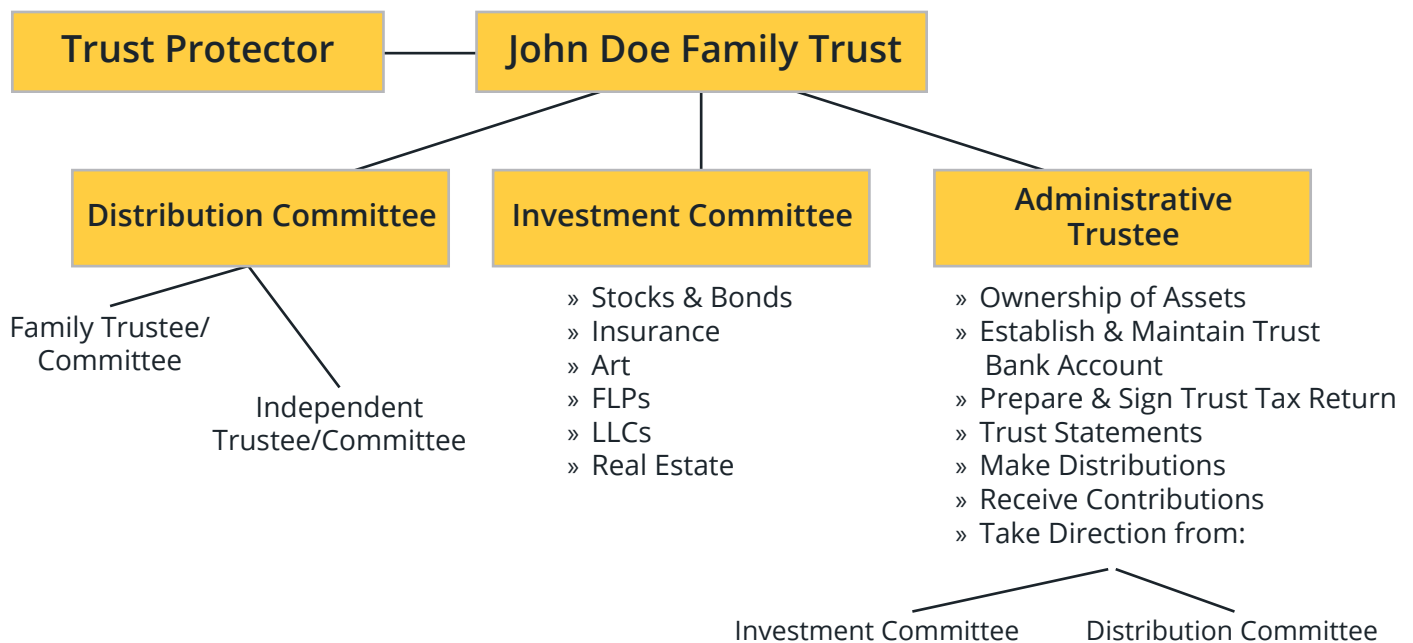 Trust Protector
John Doe Family Trust
Distribution Committee
Family Trustee/
Committee
Independent
Trustee/Committee
Investment Committee
» Stocks & Bonds
» Insurance
» Art
» FLPs
» LLCs
» Real Estate
Administrative
Trustee
» Ownership of Assets
» Establish & Maintain Trust
Bank Account
» Prepare & Sign Trust Tax Return
» Trust Statements
» Make Distributions
» Receive Contributions
» Take Direction from:
Investment Committee
Distribution Committee